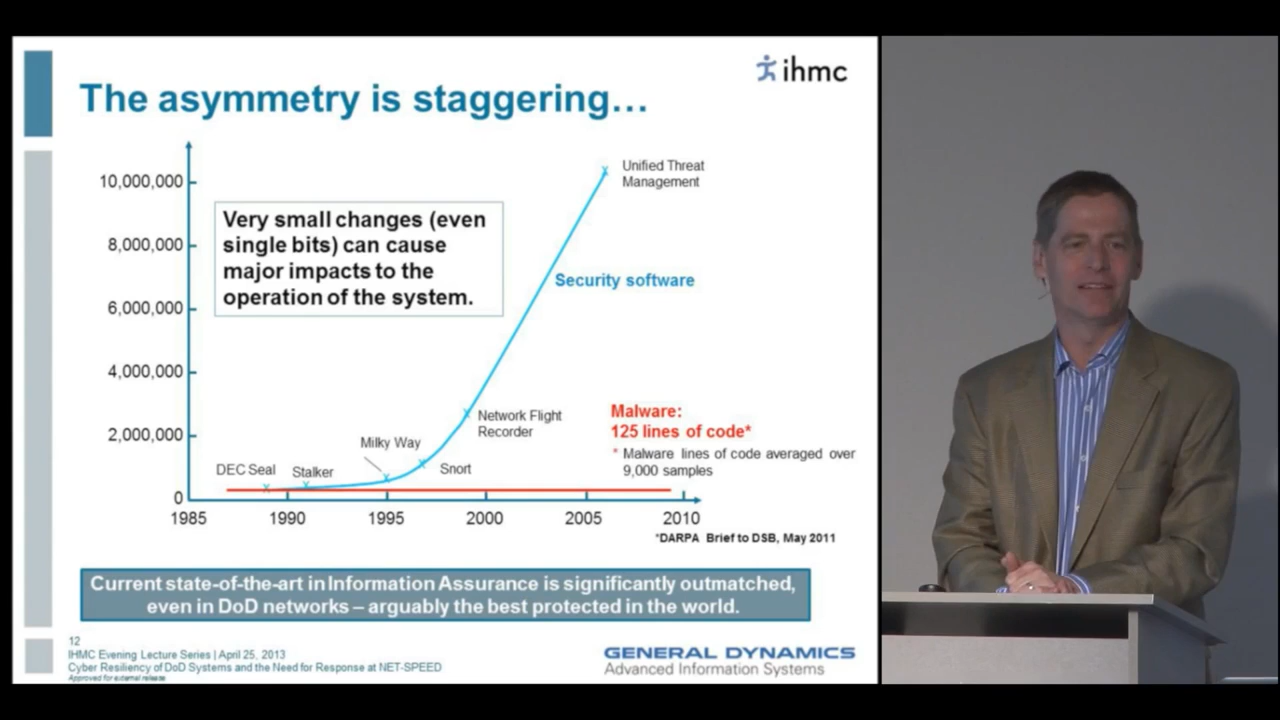 ihmc
The asymmetry is staggering…
10,000,000
8,000,000
6,000,000
4,000,000
2,000,000
0
1985
1990
1995
2000
2005
2010
Very small changes (even
single bits) can cause
major impacts to the
operation of the system.
Unified Threat
Management
Security software
Network Flight
Recorder
Milky Way
Snort
DEC Seal
Stalker
Malware:
125 lines of code*
* Malware lines of code averaged over
9,000 samples
*DARPA Brief to DSB, May 2011
Current state-of-the-art in Information Assurance is significantly outmatched,
even in DoD networks – arguably the best protected in the world.
12
IHMC Evening Lecture Series | April 25, 2013
Cyber Resiliency of DoD Systems and the Need for Response at NET-SPEED
Approved for external release
GENERAL DYNAMICS
Advanced Information Systems